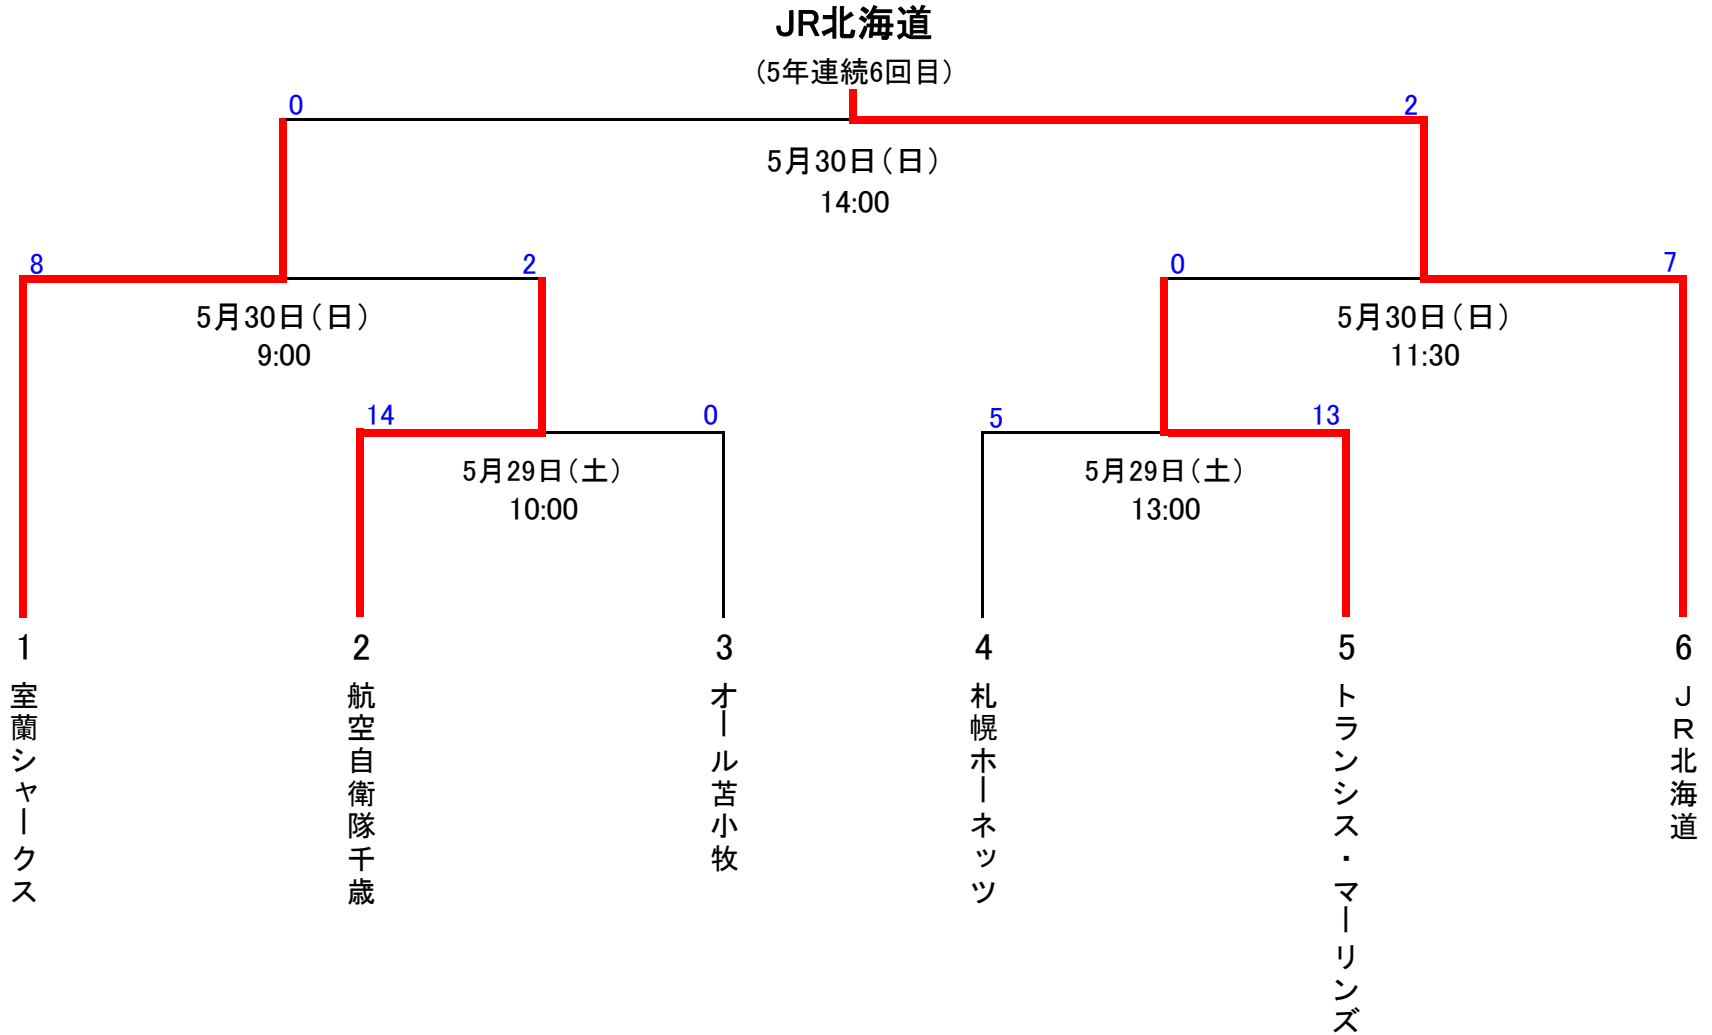 JR北海道
(5年連続6回目)
0
2
5月30日(日)
14:00
8
2
0
7
5月30日(日)
9:00
5月30日(日)
11:30
14
0
5
13
5月29日(土)
10:00
5月29日(土)
13:00
1
2
3
4
5
6
室蘭シャークス
航空自衛隊千歳
オール苫小牧
札幌ホーネッツ
トランシス・マーリンズ
JR北海道